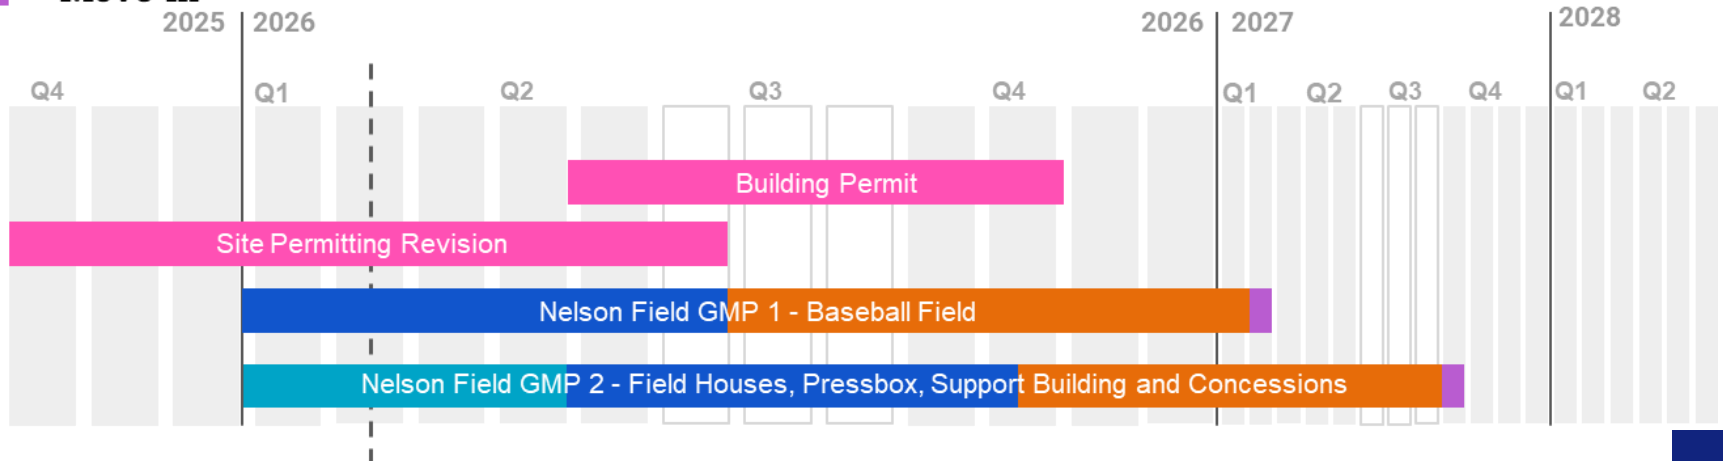 2025 2026 2026 2027 2028
Q4 Q1 Q2 Q3 Q4 Q1 Q2 Q3 Q4 Q1 Q2
Building Permit
Site Permitting Revision
Nelson Field GMP 1 - Baseball Field
Nelson Field GMP 2 - Field Houses, Pressbox, Support Building and Concessions